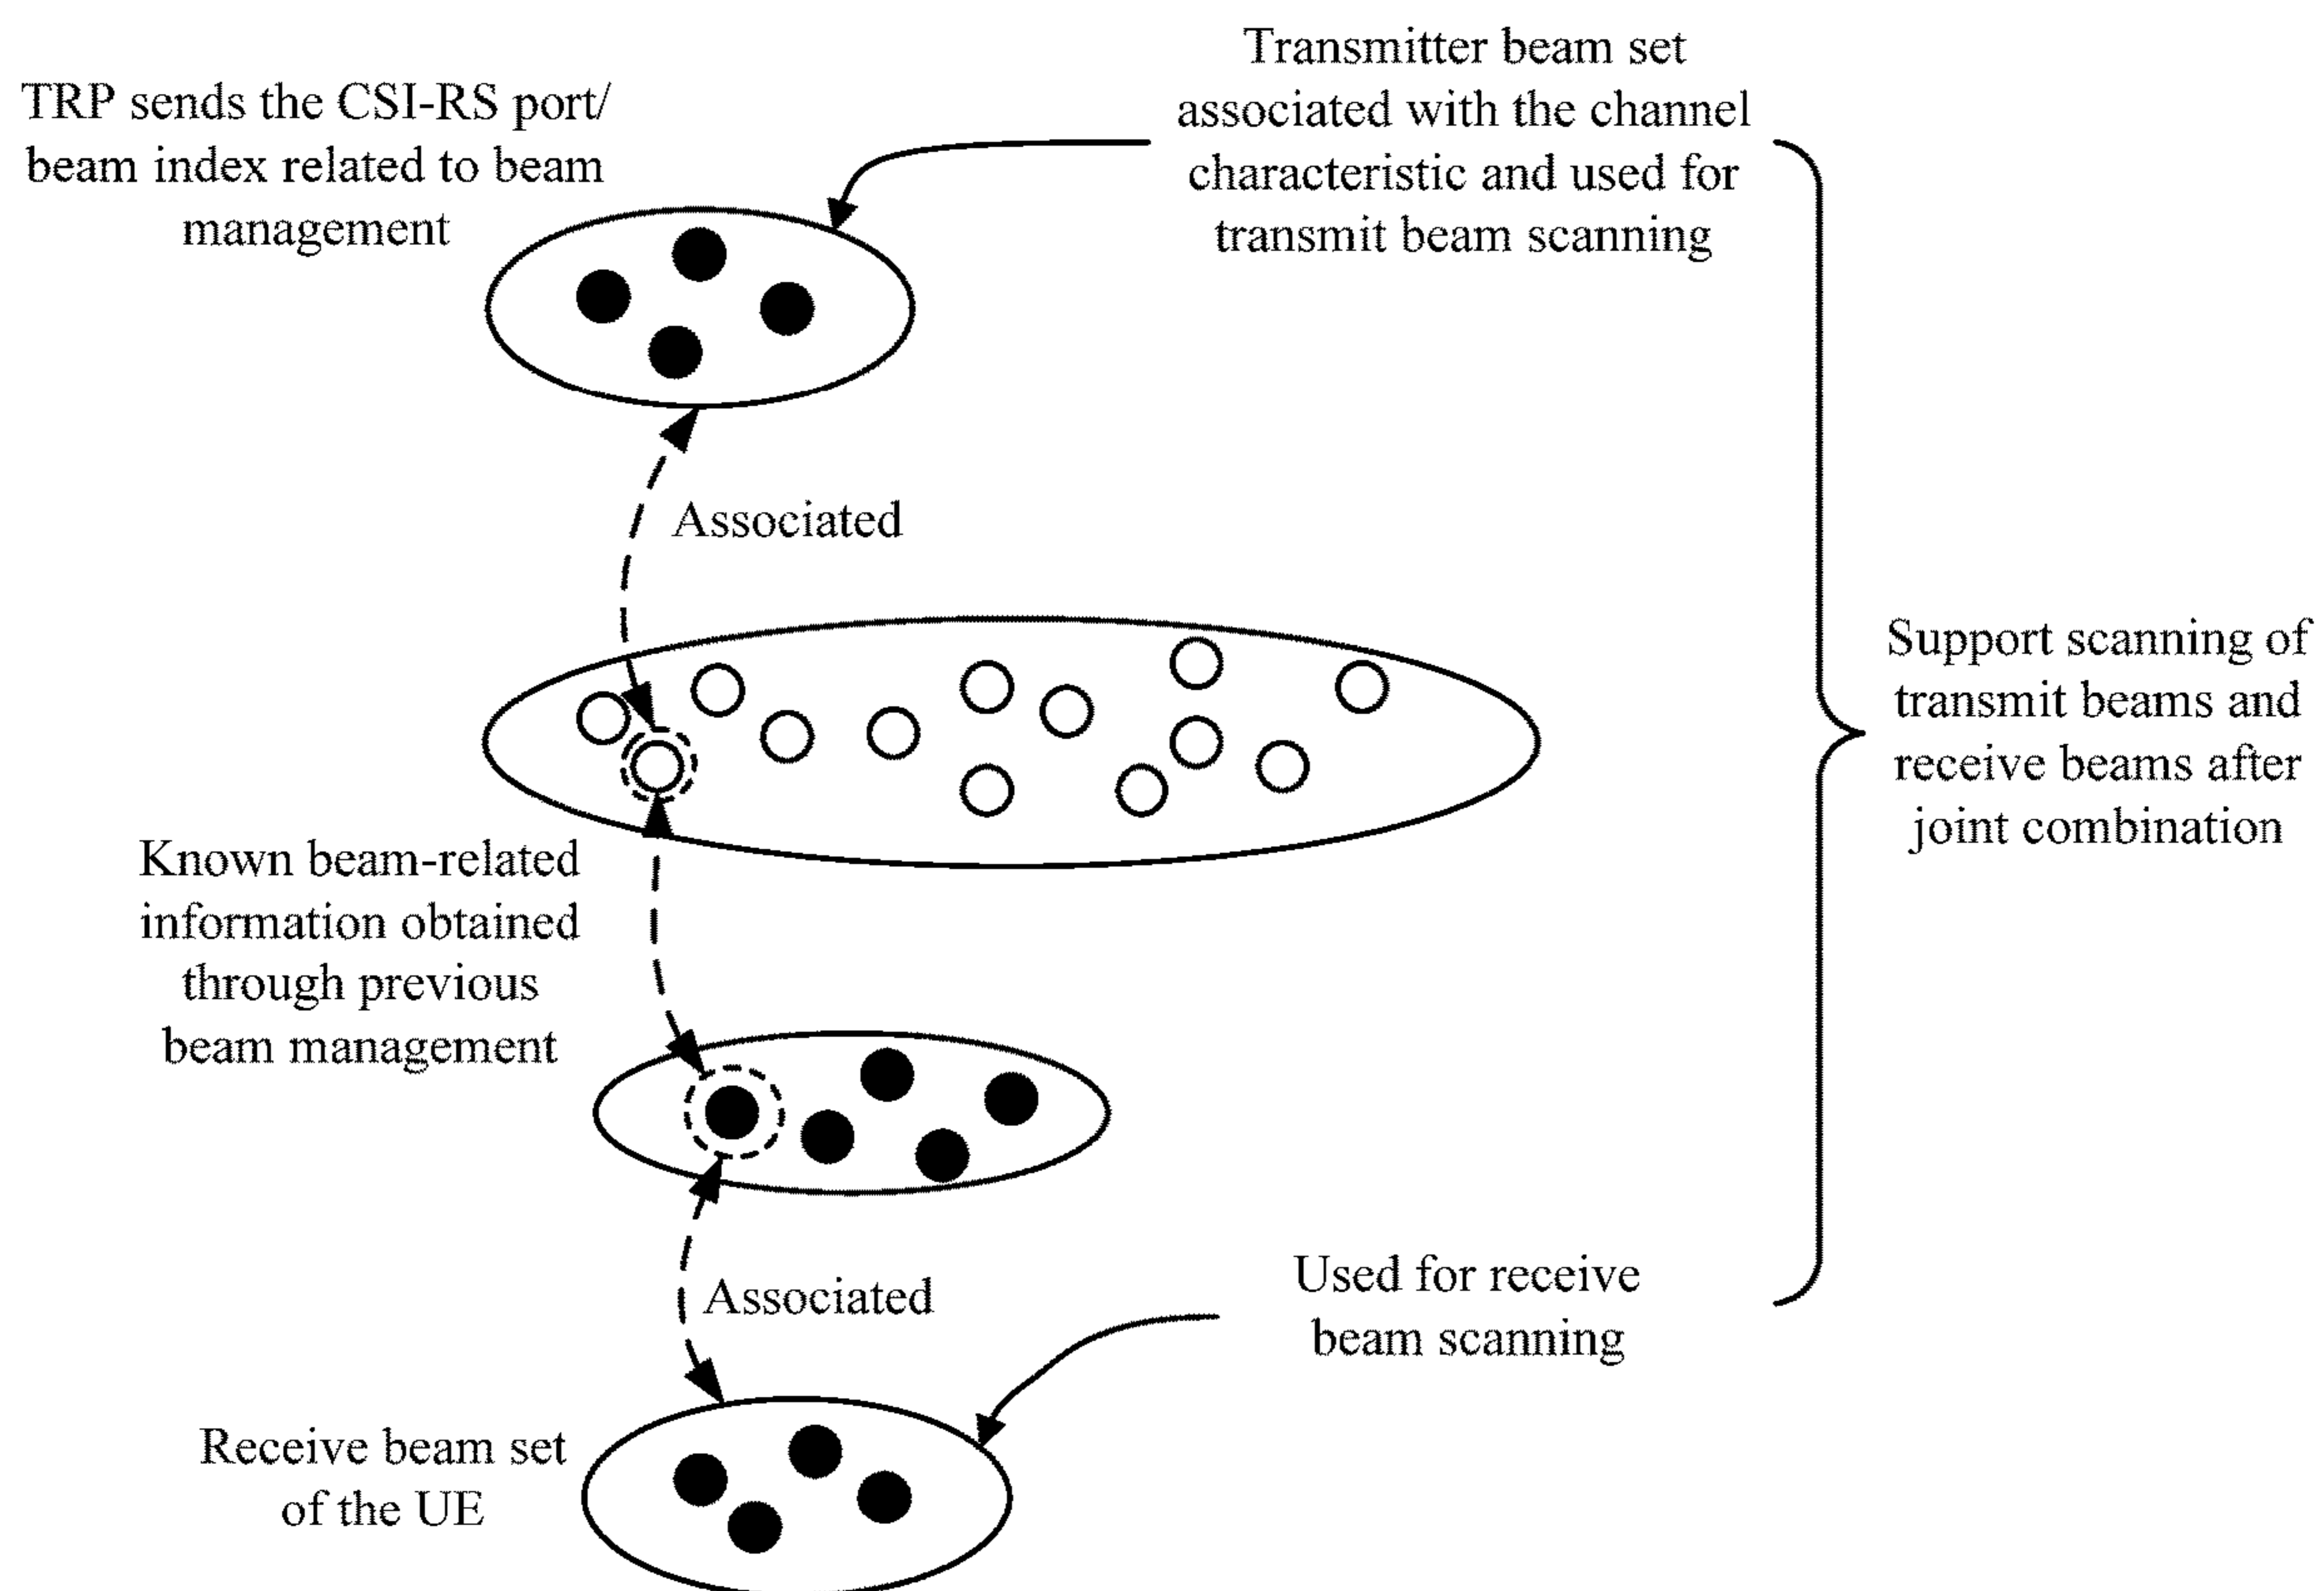 TRP sends the CSI-RS port/
beam index related to beam
management
Transmitter beam set
associated with the channel
characteristic and used for
transmit beam scanning
Associated
Support scanning of
transmit beams and
receive beams after
joint combination
Known beam-related
information obtained
through previous
beam management
Associated
Used for receive
beam scanning
Receive beam set
of the UE